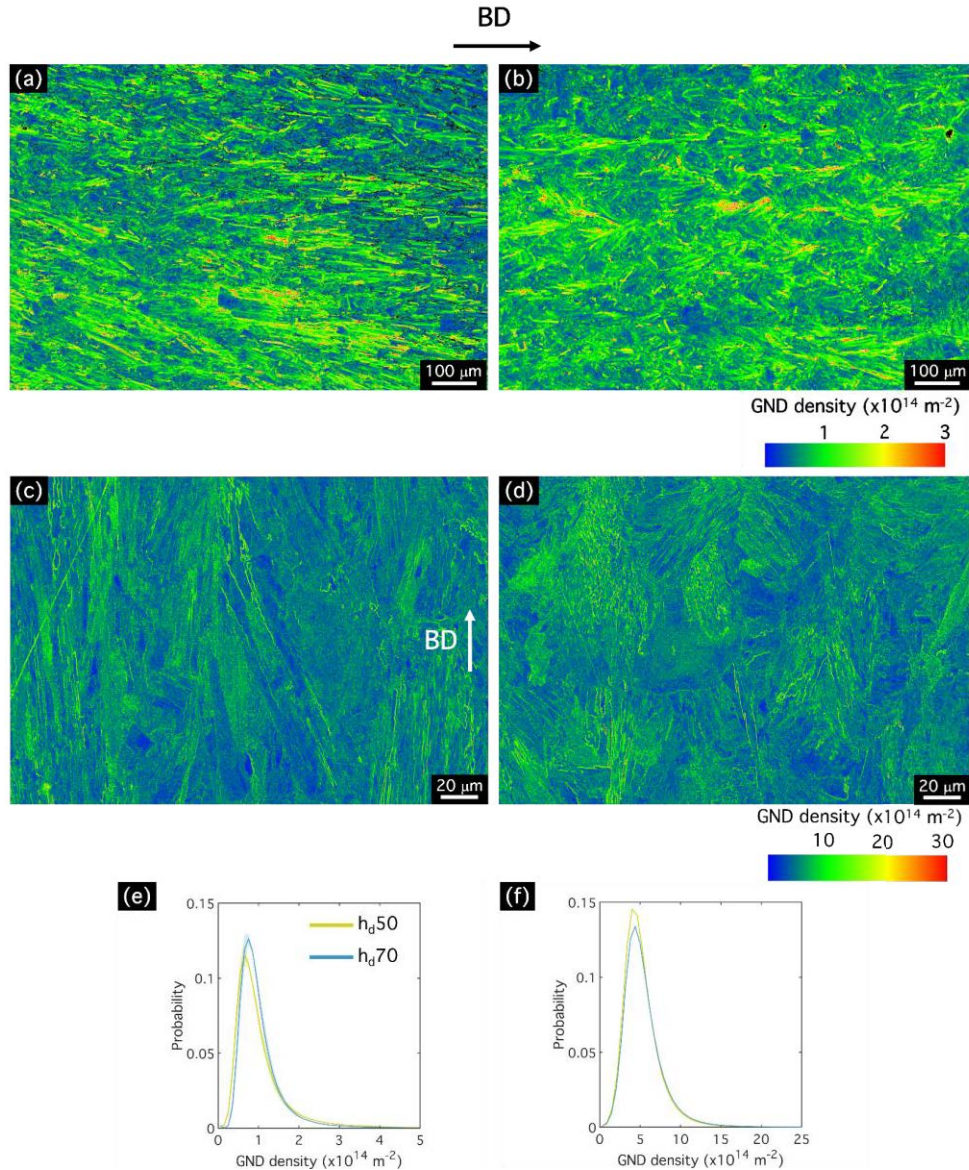 BD
(a)
(b)
100 μm
100 μm
GND density (x10¹⁴ m⁻²)
1 2 3
(c)
(d)
BD
20 μm
20 μm
GND density (x10¹⁴ m⁻²)
10 20 30
(e)
(f)
0.15
0.1
0.05
0
Probability
h_d50
h_d70
0 1 2 3 4 5
GND density (x10¹⁴ m⁻²)
0.15
0.1
0.05
0
Probability
0 5 10 15 20 25
GND density (x10¹⁴ m⁻²)